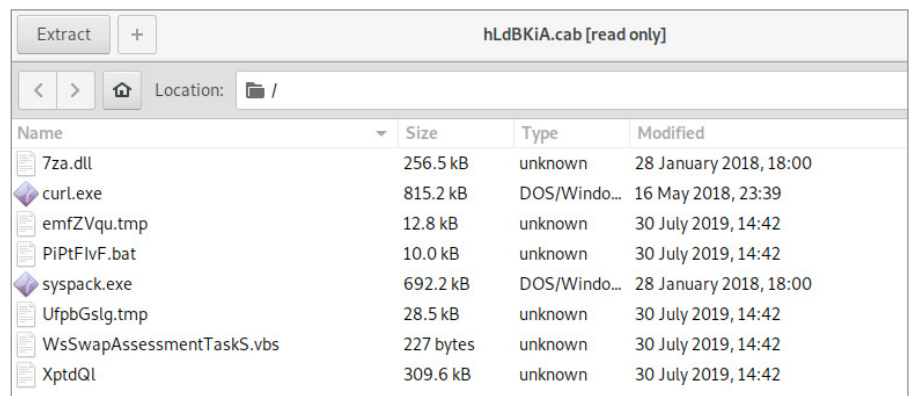 Extract + hLdBKiA.cab [read only]
< > Location: /
Name Size Type Modified
7za.dll 256.5 kB unknown 28 January 2018, 18:00
curl.exe 815.2 kB DOS/Windo... 16 May 2018, 23:39
emfZVqu.tmp 12.8 kB unknown 30 July 2019, 14:42
PiPtFIvF.bat 10.0 kB unknown 30 July 2019, 14:42
syspack.exe 692.2 kB DOS/Windo... 28 January 2018, 18:00
UfpbGslg.tmp 28.5 kB unknown 30 July 2019, 14:42
WsSwapAssessmentTaskS.vbs 227 bytes unknown 30 July 2019, 14:42
XptdQl 309.6 kB unknown 30 July 2019, 14:42